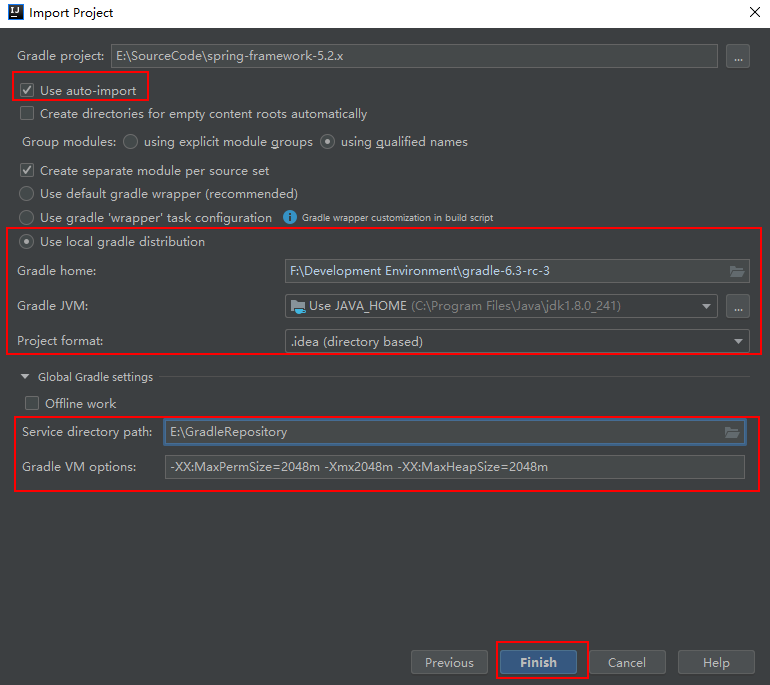 IJ Import Project
Gradle project: E:\SourceCode\spring-framework-5.2.x ...
Use auto-import
Create directories for empty content roots automatically
Group modules: using explicit module groups using qualified names
Create separate module per source set
Use default gradle wrapper (recommended)
Use gradle 'wrapper' task configuration i Gradle wrapper customization in build script
Use local gradle distribution
Gradle home: F:\Development Environment\gradle-6.3-rc-3
Gradle JVM: Use JAVA_HOME (C:\Program Files\Java\jdk1.8.0_241) ...
Project format: .idea (directory based)
Global Gradle settings
Offline work
Service directory path: E:\GradleRepository
Gradle VM options: -XX:MaxPermSize=2048m -Xmx2048m -XX:MaxHeapSize=2048m
Previous Finish Cancel Help